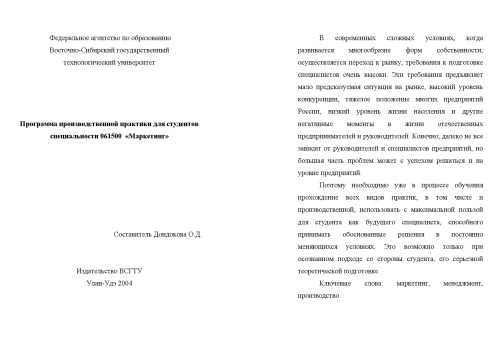 Федеральное агентство по образованию
Восточно-Сибирский государственный
технологический университет
Программа производственной практики для студентов
специальности 061500 «Маркетинг»
Составитель Дондокова О.Д.
Издательство ВСГТУ
Улан-Удэ 2004
В современных сложных условиях, когда
развивается многообразие форм собственности,
осуществляется переход к рынку, требования к подготовке
специалистов очень высоки. Эти требования предъявляет
мало предсказуемая ситуация на рынке, высокий уровень
конкуренции, тяжелое положение многих предприятий
России, низкий уровень жизни населения и другие
негативные моменты в жизни отечественных
предпринимателей и руководителей. Конечно, далеко не все
зависит от руководителей и специалистов предприятий, но
большая часть проблем может с успехом решаться и на
уровне предприятий.
Поэтому необходимо уже в процессе обучения
прохождение всех видов практик, в том числе и
производственной, использовать с максимальной пользой
для студента как будущего специалиста, способного
принимать обоснованные решения в постоянно
меняющихся условиях. Это возможно только при
осознанном подходе со стороны студента, его серьезной
теоретической подготовке.
Ключевые слова: маркетинг, менеджмент,
производство